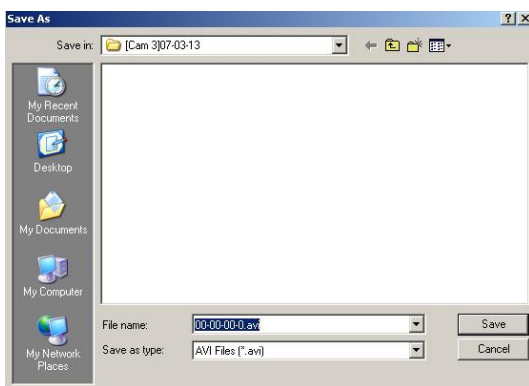 Save As
Save in:
[Cam 3]07-03-13
My Recent
Documents
Desktop
My Documents
My Computer
My Network
Places
File name:
00-00-00-0.avi
Save
Save as type:
AVI Files (*.avi)
Cancel